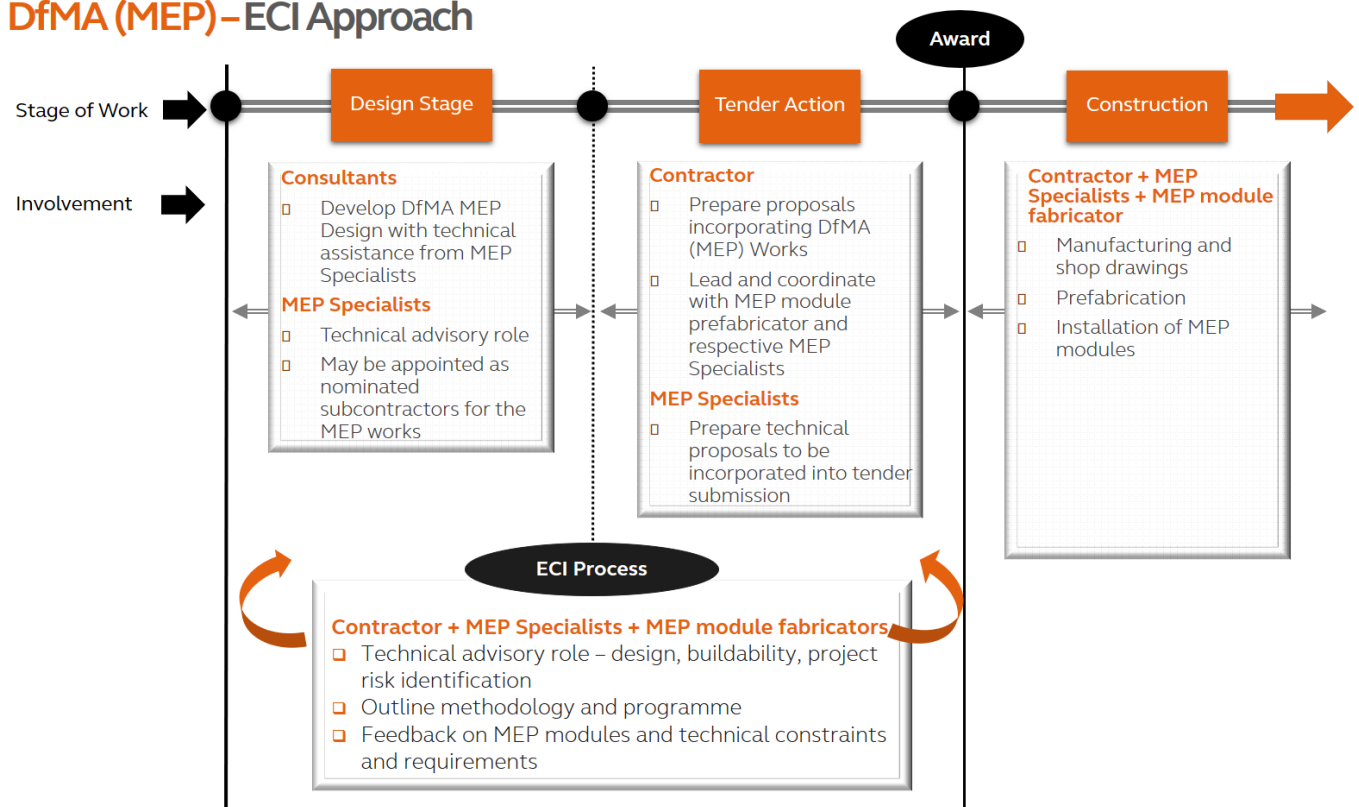 DfMA (MEP) – ECI Approach
Award
Stage of Work
Design Stage
Tender Action
Construction
Involvement
Consultants
Develop DfMA MEP
Design with technical
assistance from MEP
Specialists
MEP Specialists
Technical advisory role
May be appointed as
nominated
subcontractors for the
MEP works
Contractor
Prepare proposals
incorporating DfMA
(MEP) Works
Lead and coordinate
with MEP module
prefabricator and
respective MEP
Specialists
MEP Specialists
Prepare technical
proposals to be
incorporated into tender
submission
Contractor + MEP
Specialists + MEP module
fabricator
Manufacturing and
shop drawings
Prefabrication
Installation of MEP
modules
ECI Process
Contractor + MEP Specialists + MEP module fabricators
Technical advisory role – design, buildability, project
risk identification
Outline methodology and programme
Feedback on MEP modules and technical constraints
and requirements